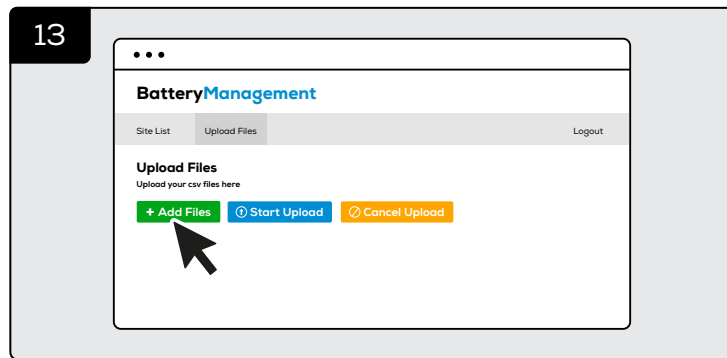 13
BatteryManagement
Site List Upload Files Logout
Upload Files
Upload your csv files here
+ Add Files Start Upload Cancel Upload